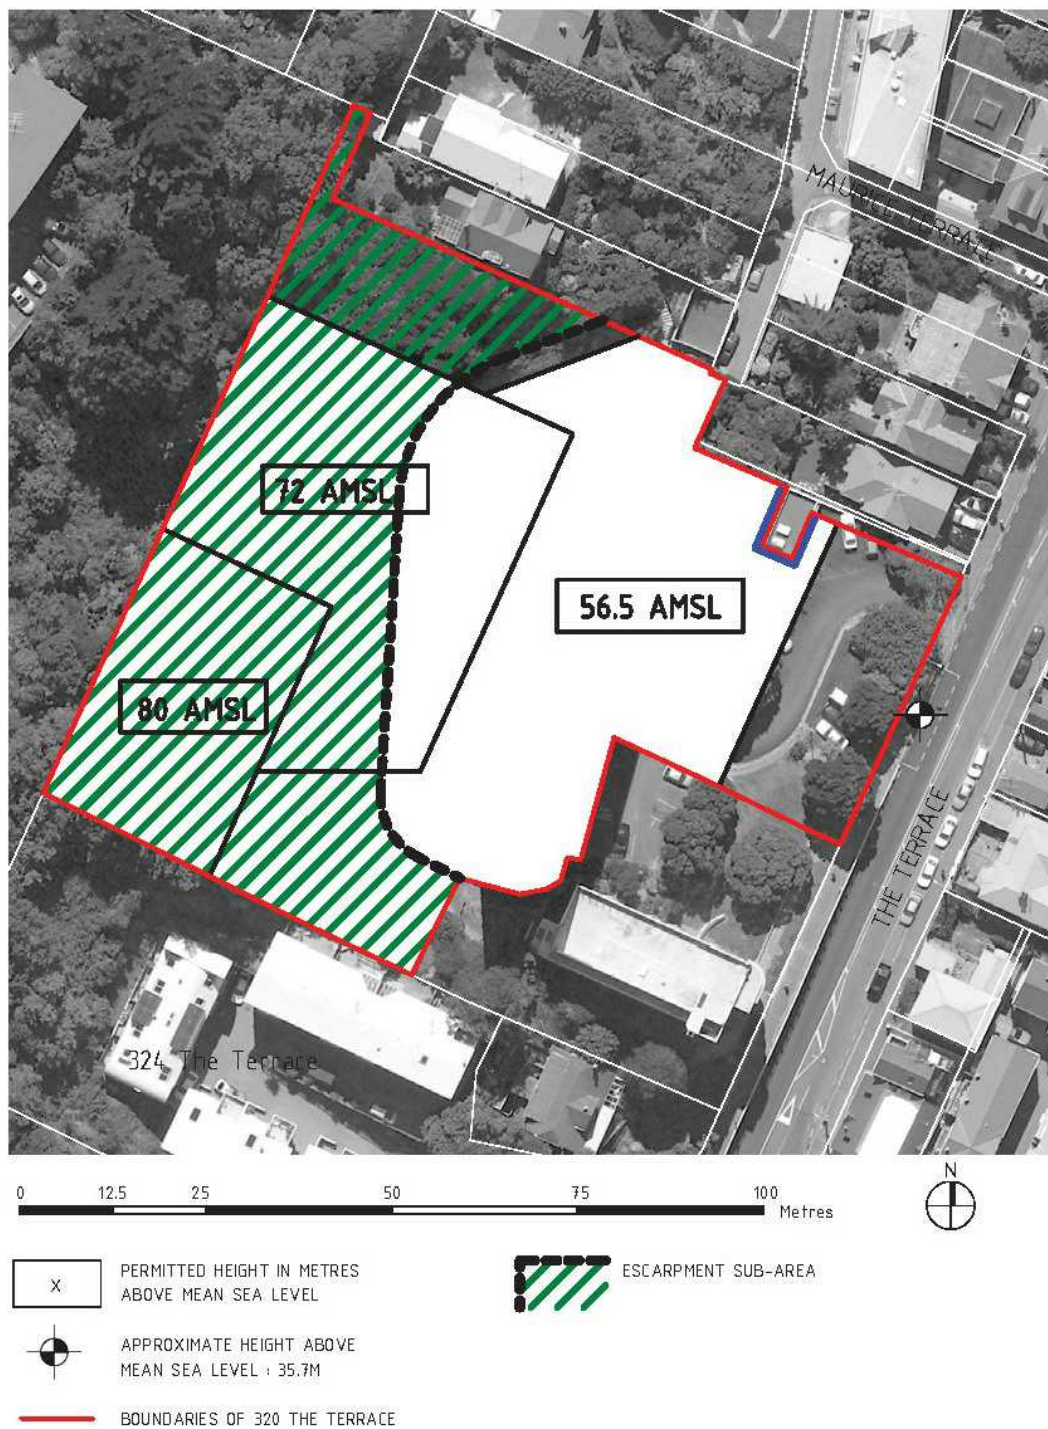 MAURICE TERRACE
72 AMSL
56.5 AMSL
80 AMSL
THE TERRACE
324 The Terrace
0 12.5 25 50 75 100
Metres
N
X
PERMITTED HEIGHT IN METRES
ABOVE MEAN SEA LEVEL
ESCARPMENT SUB-AREA
APPROXIMATE HEIGHT ABOVE
MEAN SEA LEVEL : 35.7M
BOUNDARIES OF 320 THE TERRACE